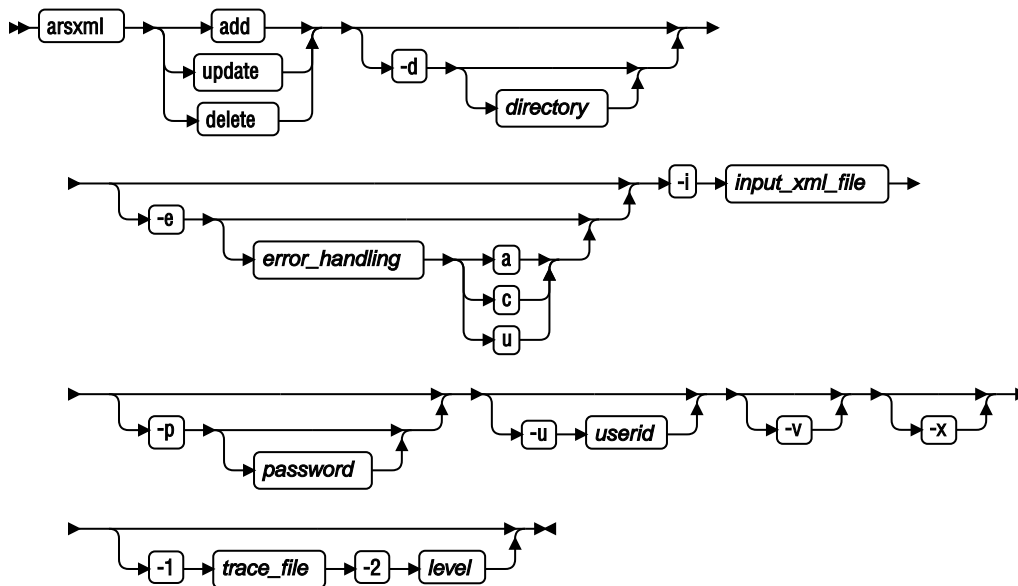 arsxml add -d
update directory
delete
-i input_xml_file
-e
error_handling a
c
u
-p -u userid -v -x
password
-1 trace_file -2 level